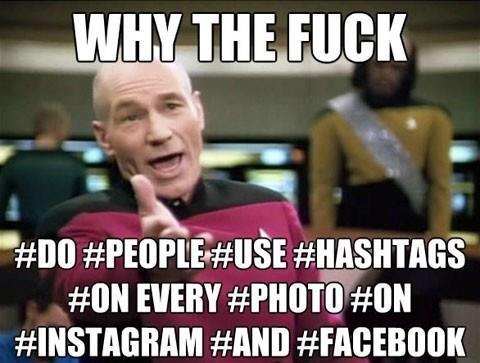 WHY THE FUCK
#DO #PEOPLE #USE #HASHTAGS
#ON EVERY #PHOTO #ON
#INSTAGRAM #AND #FACEBOOK